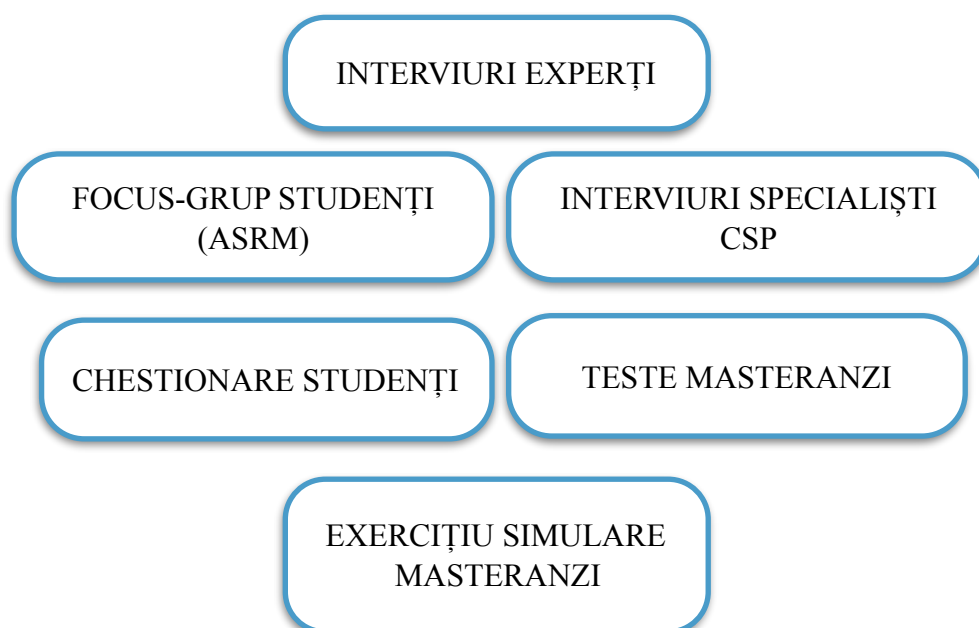 INTERVIURI EXPERȚI
FOCUS-GRUP STUDENȚI
(ASRM)
INTERVIURI SPECIALIȘTI
CSP
CHESTIONARE STUDENȚI
TESTE MASTERANZI
EXERCIȚIU SIMULARE
MASTERANZI